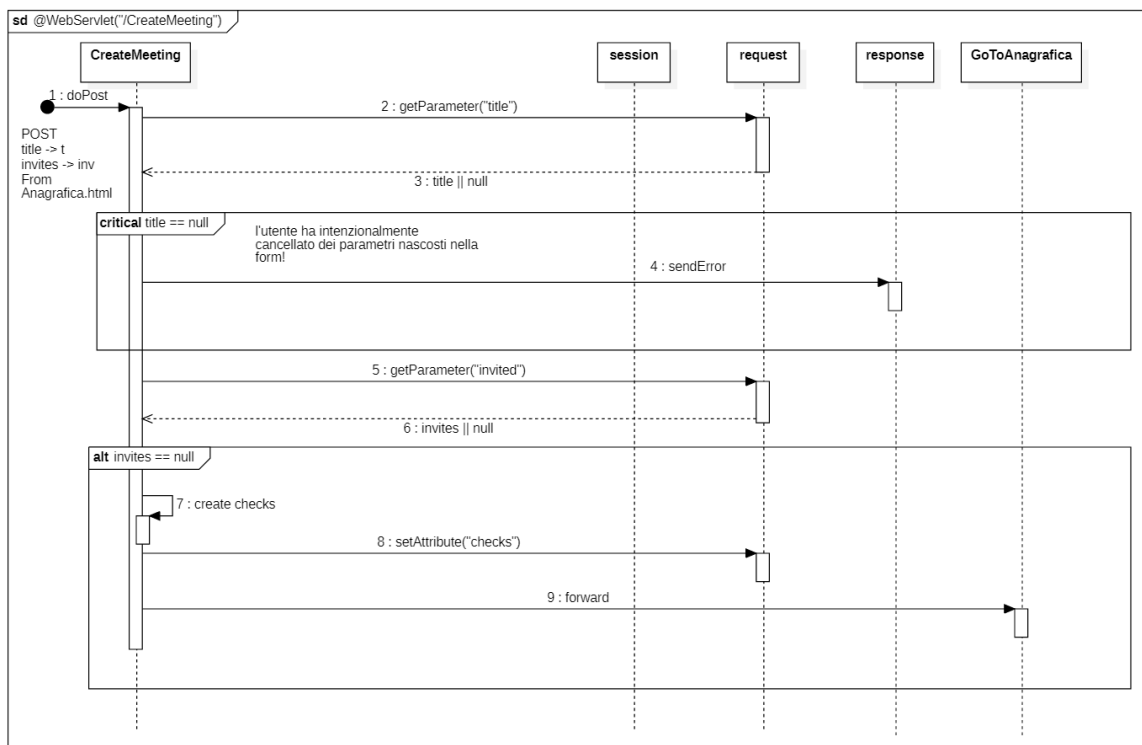 sd @WebServlet("/CreateMeeting")
CreateMeeting
session
request
response
GoToAnagrafica
1 : doPost
2 : getParameter("title")
POST
title -> t
invites -> inv
From
Anagrafica.html
3 : title || null
critical title == null
l'utente ha intenzionalmente
cancellato dei parametri nascosti nella
form!
4 : sendError
5 : getParameter("invited")
6 : invites || null
alt invites == null
7 : create checks
8 : setAttribute("checks")
9 : forward